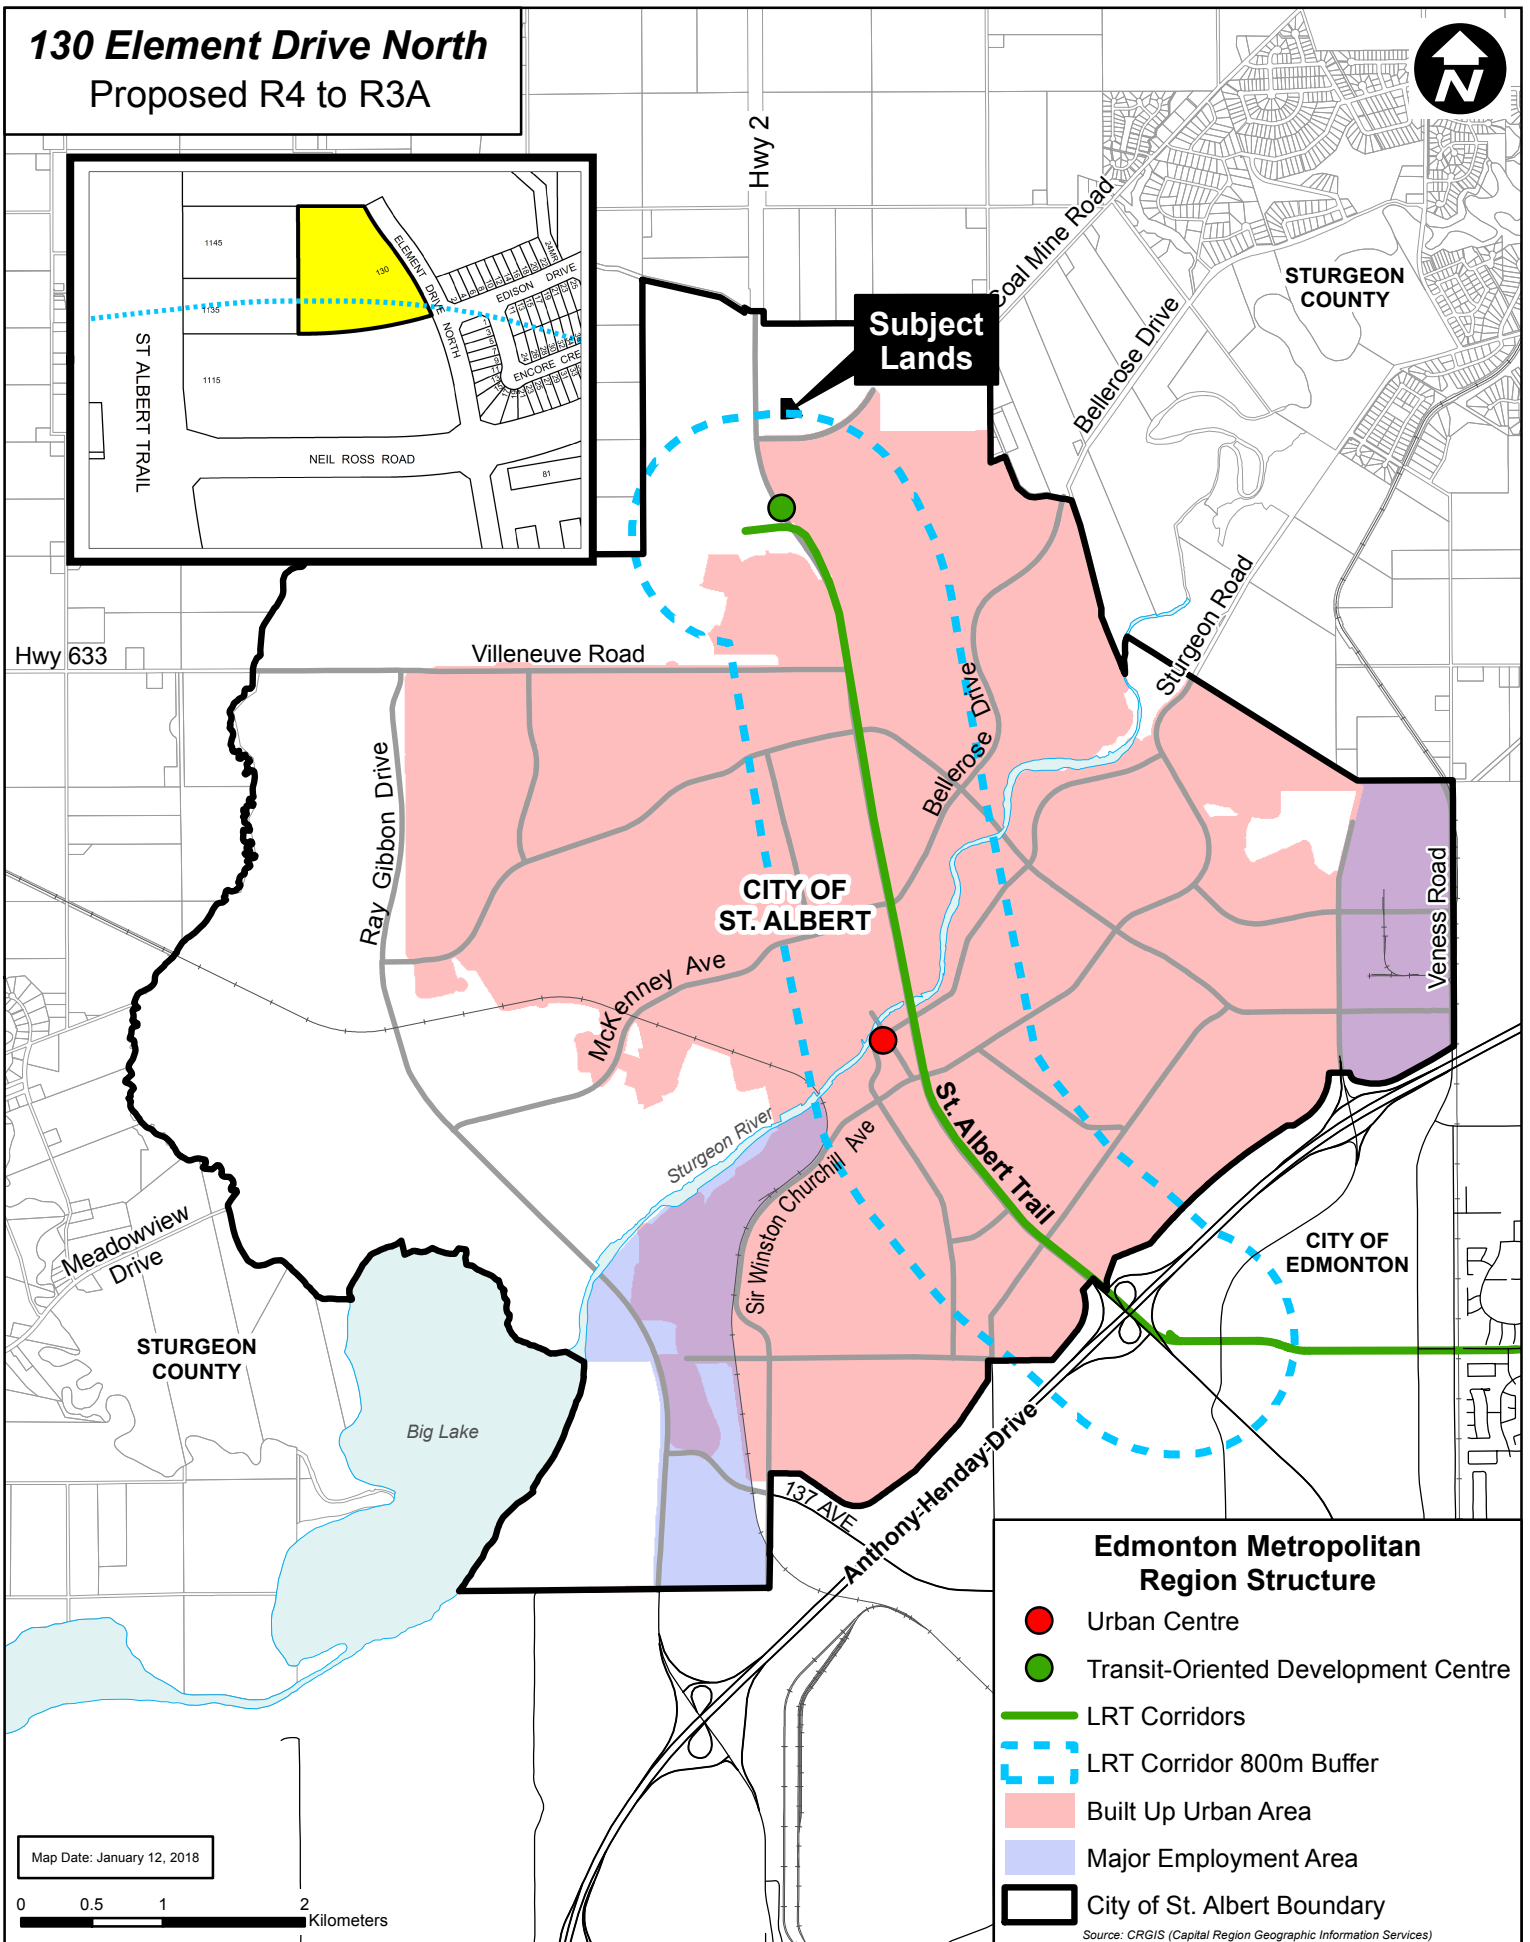 130 Element Drive North
Proposed R4 to R3A
N
Hwy 2
1145
130
ELEMENT DRIVE NORTH
24MR
EDISON DRIVE
1135
ST ALBERT TRAIL
1115
ENCORE CRE
NEIL ROSS ROAD
81
Coal Mine Road
STURGEON
COUNTY
Bellerose Drive
Subject
Lands
Sturgeon Road
Hwy 633
Villeneuve Road
Bellerose Drive
Ray Gibbon Drive
CITY OF
ST. ALBERT
Veness Road
McKenney Ave
Sturgeon River
Sir Winston Churchill Ave
St. Albert Trail
Meadowview
Drive
CITY OF
EDMONTON
STURGEON
COUNTY
Big Lake
137 AVE
Anthony Henday Drive
Edmonton Metropolitan
Region Structure
Urban Centre
Transit-Oriented Development Centre
LRT Corridors
LRT Corridor 800m Buffer
Built Up Urban Area
Major Employment Area
City of St. Albert Boundary
Source: CRGIS (Capital Region Geographic Information Services)
Map Date: January 12, 2018
0 0.5 1 2
Kilometers